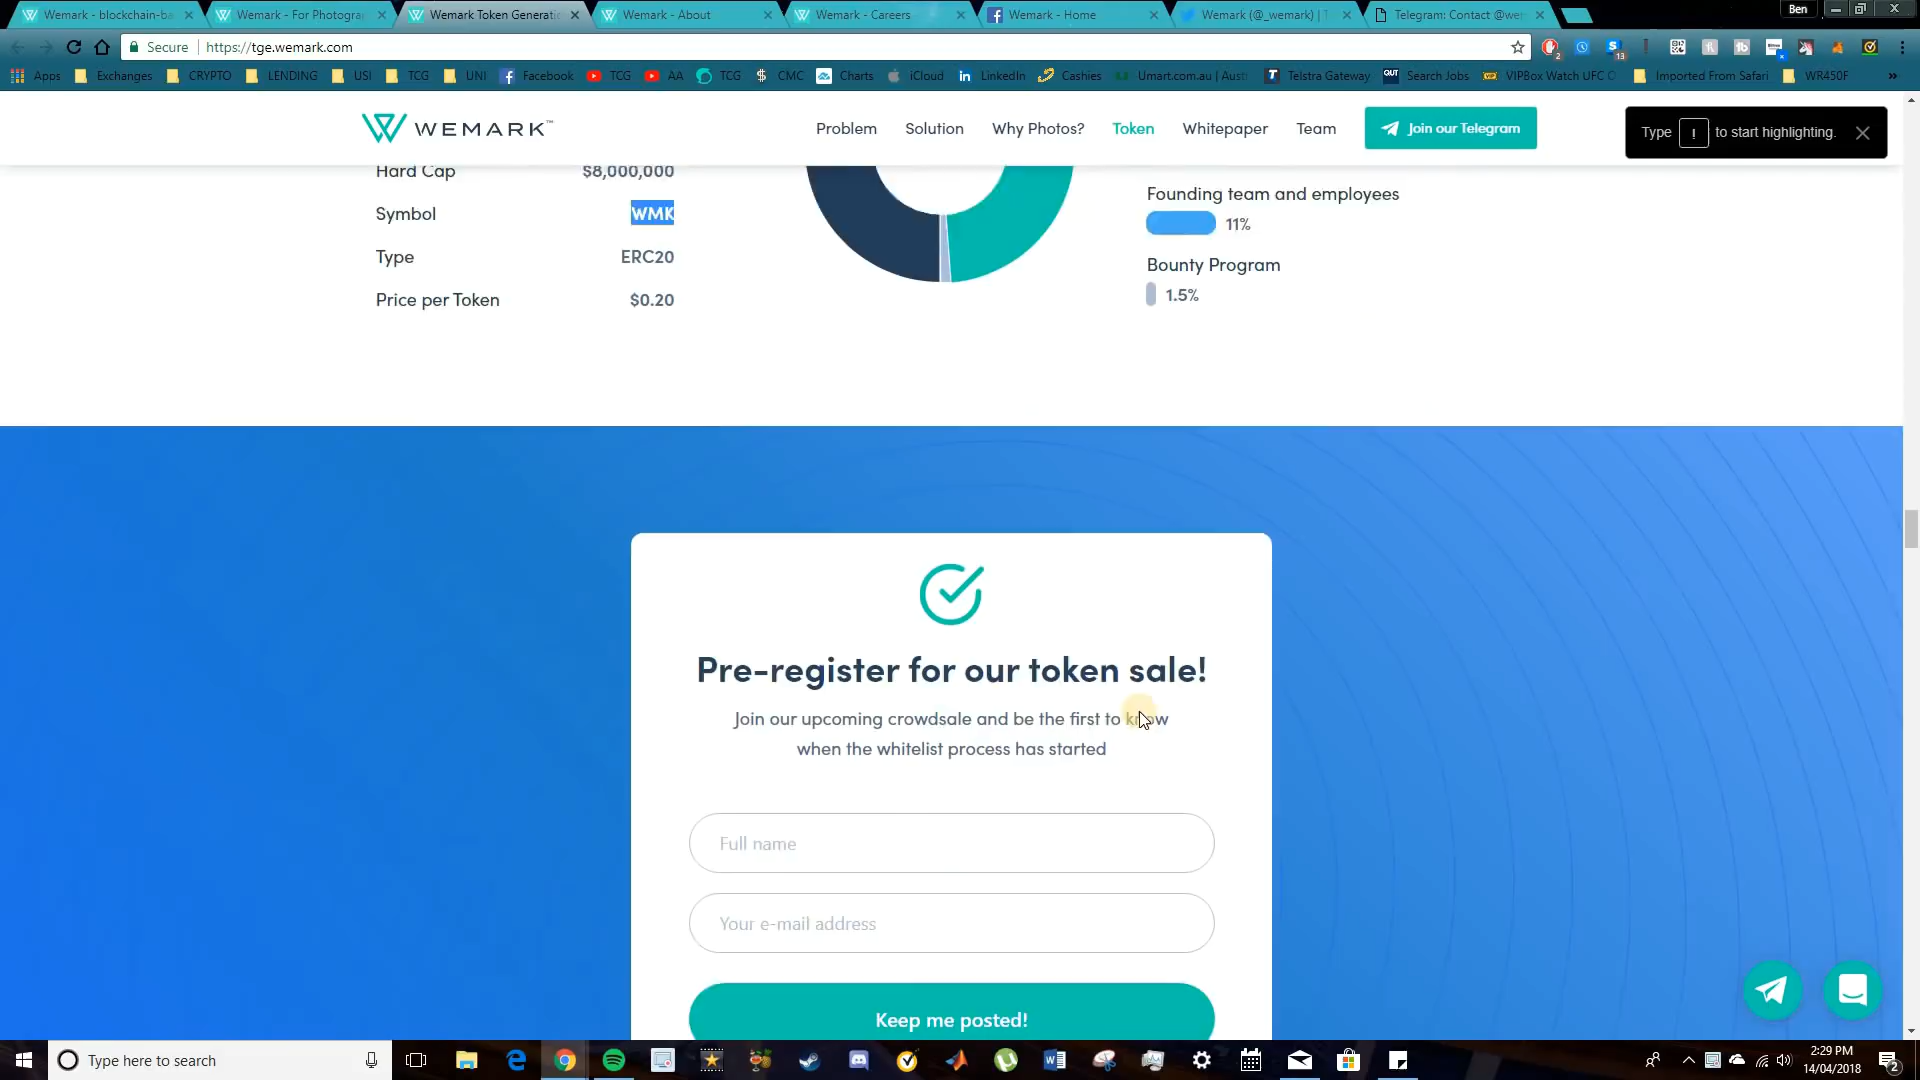 Wemark - blockchain-ba
Wemark - For Photograp
Wemark Token Generatio
Wemark - About
Wemark - Careers
Wemark - Home
Wemark (@_wemark) | T
Telegram: Contact @wem
Ben
Secure
https://tge.wemark.com
Apps
Exchanges
CRYPTO
LENDING
USI
TCG
UNI
Facebook
TCG
AA
TCG
CMC
Charts
iCloud
LinkedIn
Cashies
Umart.com.au | Aust
Telstra Gateway
Search Jobs
VIPBox Watch UFC O
Imported From Safari
WR450F
WEMARK™
Problem
Solution
Why Photos?
Token
Whitepaper
Team
Join our Telegram
Type ! to start highlighting.
Hard Cap $8,000,000
Symbol WMK
Type ERC20
Price per Token $0.20
Founding team and employees
11%
Bounty Program
1.5%
Pre-register for our token sale!
Join our upcoming crowdsale and be the first to know
when the whitelist process has started
Full name
Your e-mail address
Keep me posted!
Type here to search
2:29 PM
14/04/2018